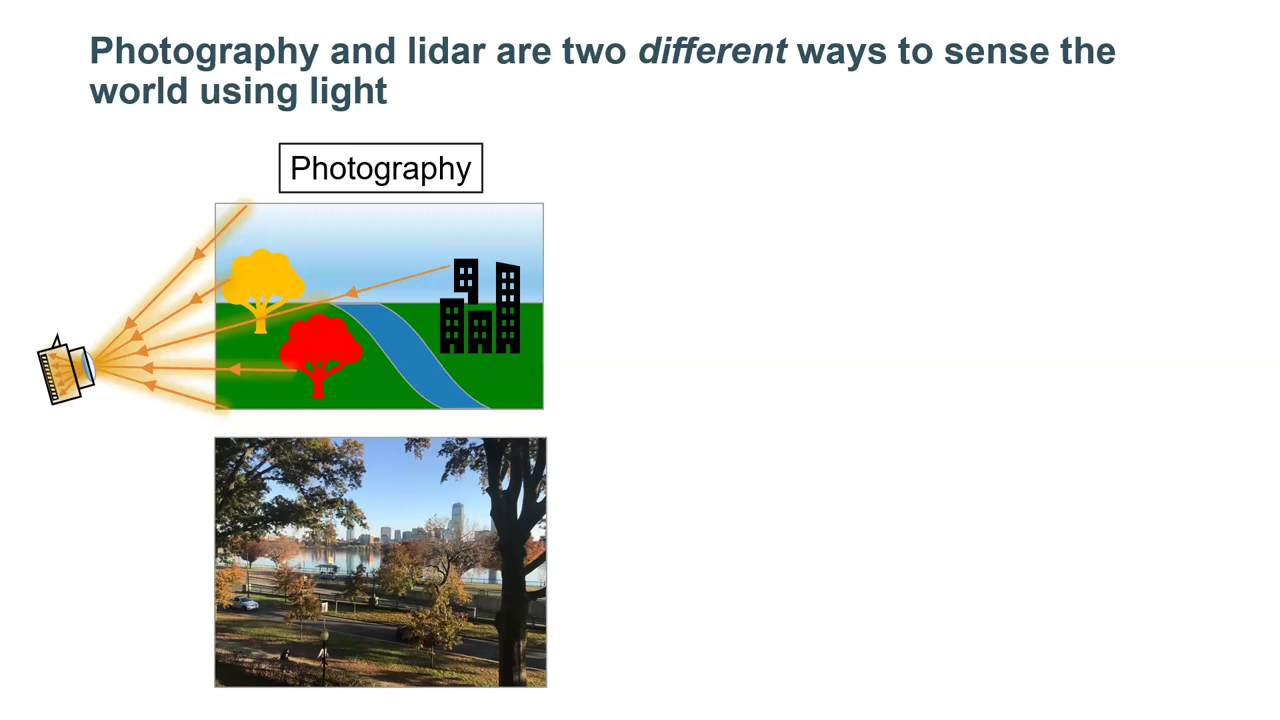 Photography and lidar are two different ways to sense the
world using light
Photography